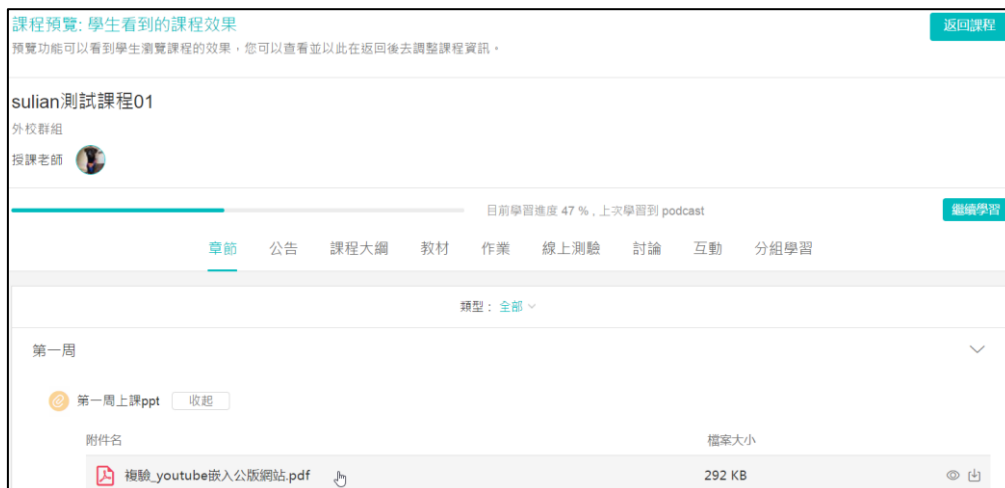 課程預覽: 學生看到的課程效果
返回課程
預覽功能可以看到學生瀏覽課程的效果，您可以查看並以此在返回後去調整課程資訊。
sulian測試課程01
外校群組
授課老師
目前學習進度 47 % , 上次學習到 podcast
繼續學習
章節 公告 課程大綱 教材 作業 線上測驗 討論 互動 分組學習
類型： 全部
第一周
第一周上課ppt 收起
附件名 檔案大小
複驗_youtube嵌入公版網站.pdf 292 KB